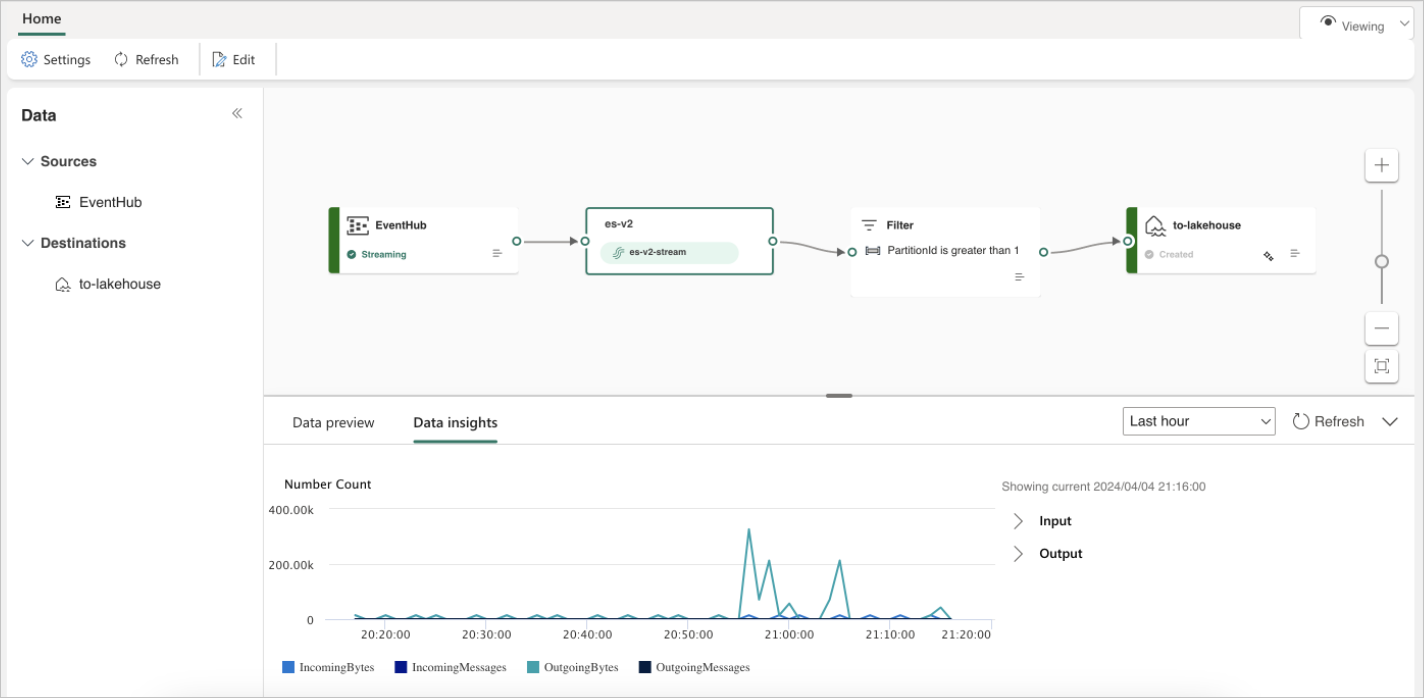 Home
Viewing
Settings Refresh Edit
Data
Sources
EventHub
Destinations
to-lakehouse
EventHub
Streaming
es-v2
es-v2-stream
Filter
PartitionId is greater than 1
to-lakehouse
Created
Data preview Data insights Last hour Refresh
Number Count
400.00k
200.00k
0
20:20:00 20:30:00 20:40:00 20:50:00 21:00:00 21:10:00 21:20:00
IncomingBytes IncomingMessages OutgoingBytes OutgoingMessages
Showing current 2024/04/04 21:16:00
Input
Output